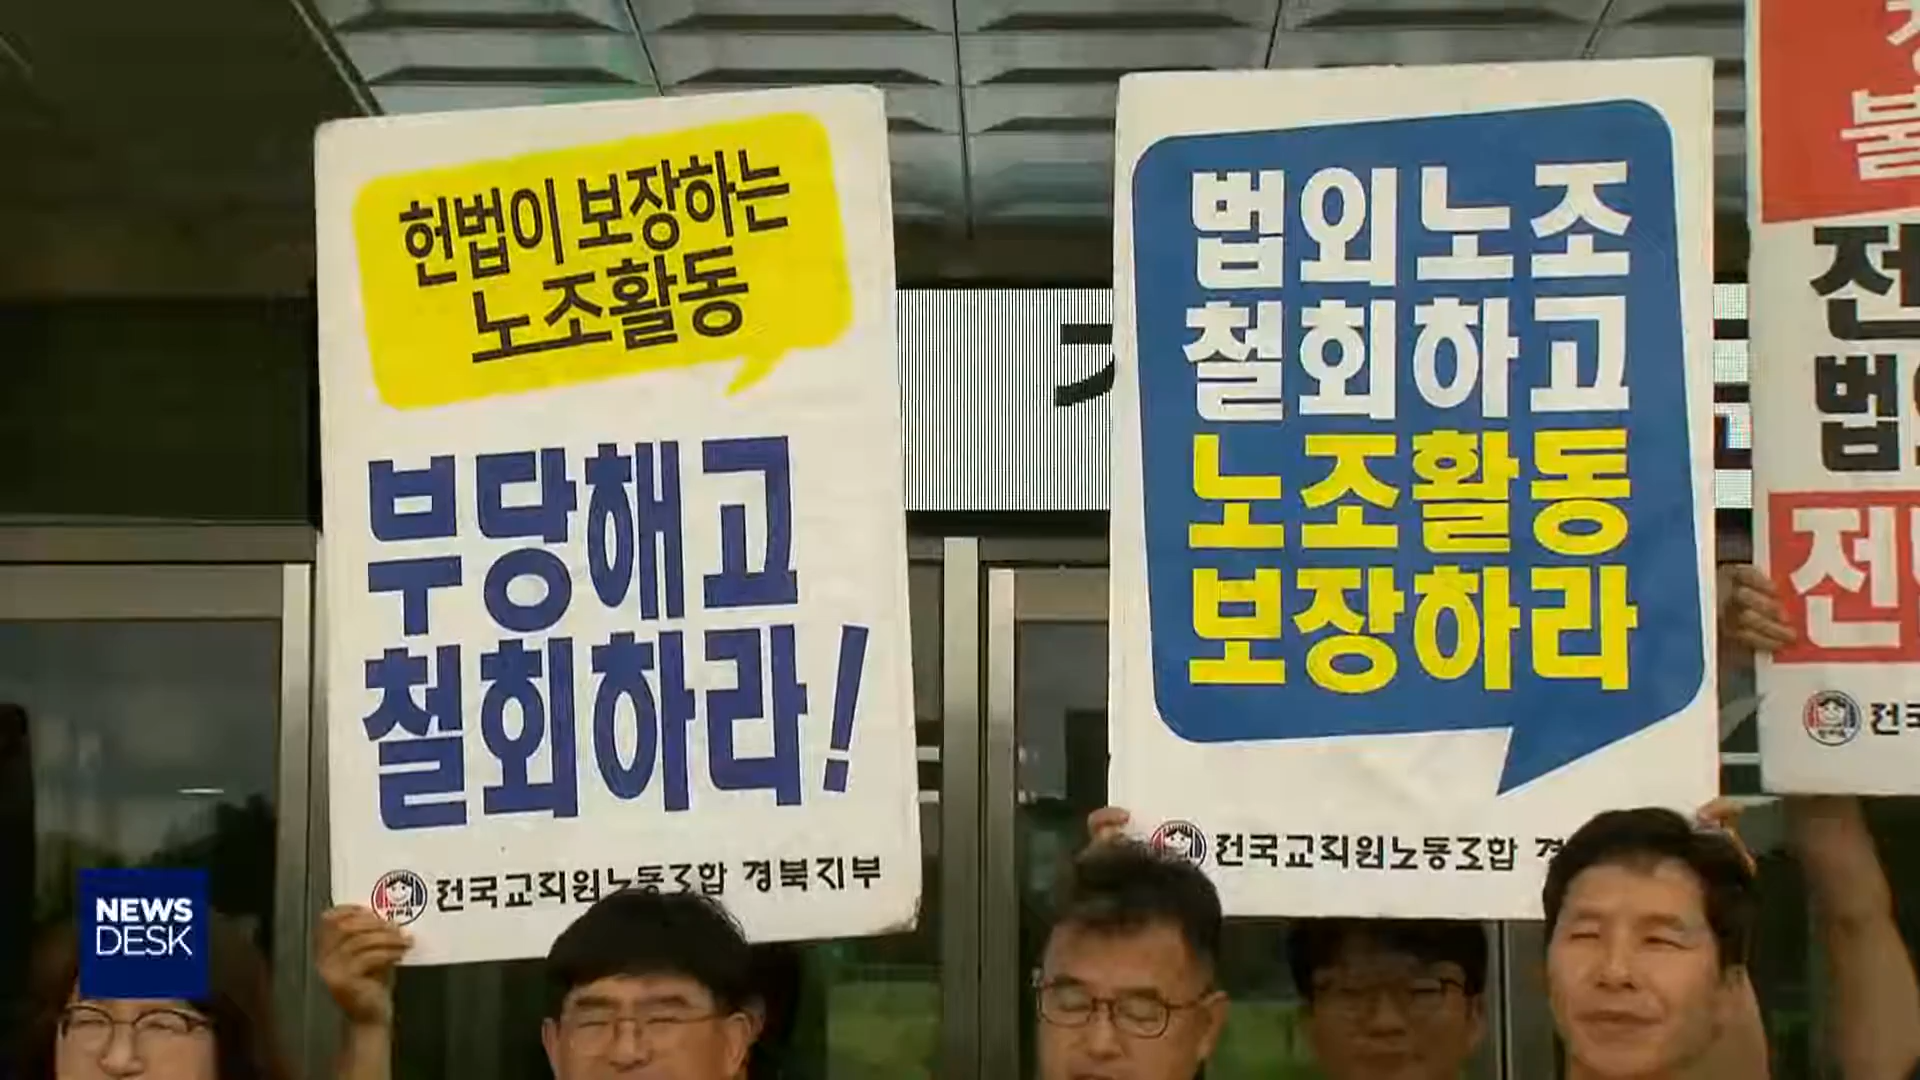 헌법이 보장하는
노조활동
부당해고
철회하라!
전국교직원노동조합 경북지부
법외노조
철회하고
노조활동
보장하라
전국교직원노동조합
NEWS
DESK